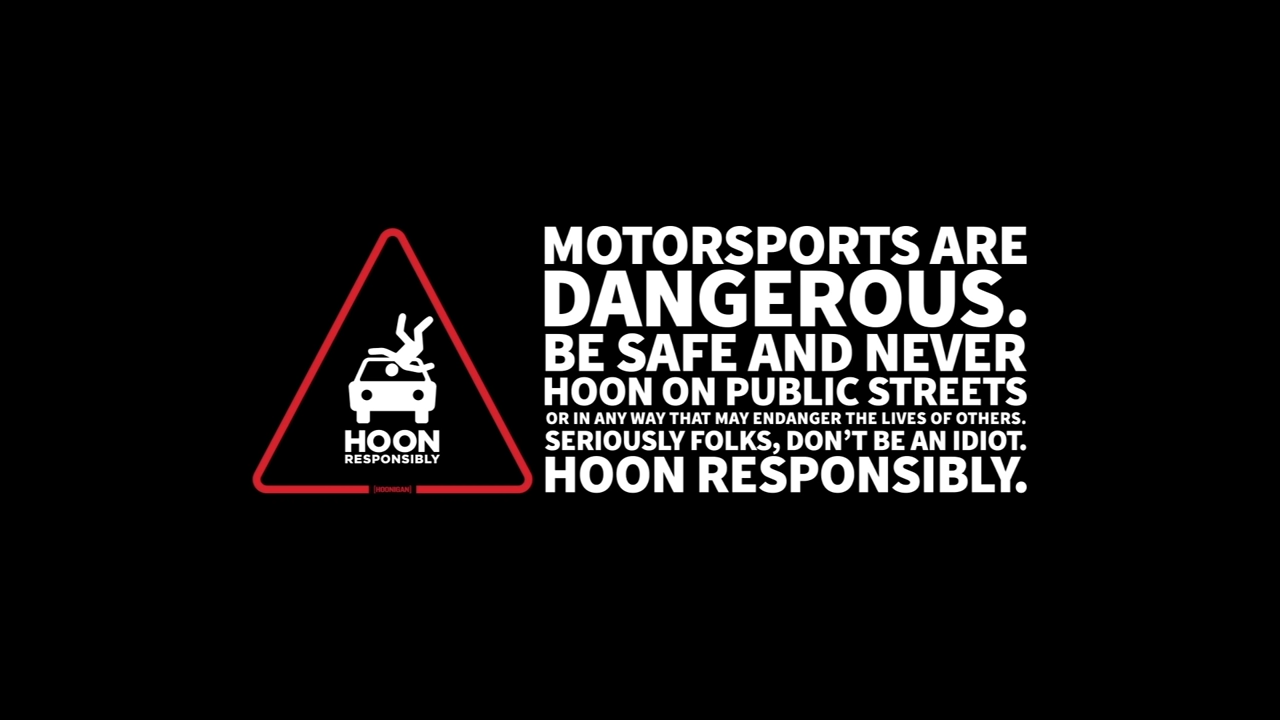 HOON
RESPONSIBLY
[HOONIGAN]
MOTORSPORTS ARE
DANGEROUS.
BE SAFE AND NEVER
HOON ON PUBLIC STREETS
OR IN ANY WAY THAT MAY ENDANGER THE LIVES OF OTHERS.
SERIOUSLY FOLKS, DON'T BE AN IDIOT.
HOON RESPONSIBLY.